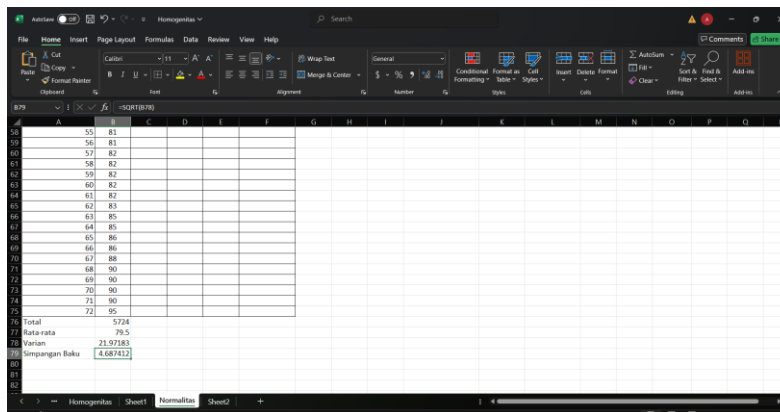 AutoSave Off Homogenitas Search
File Home Insert Page Layout Formulas Data Review View Help Comments Share
Paste Cut Copy Format Painter
Calibri 11 A A
B I U A
Wrap Text
Merge & Center
General
$ % 9
Conditional Formatting Format as Table Cell Styles
Insert Delete Format
AutoSum Fill Clear
Sort & Filter Find & Select
Add-ins
Clipboard Font Alignment Number Styles Cells Editing Add-ins
B79 fx =SQRT(B78)
A B C D E F G H I J K L M N O P Q
58 55 81
59 56 81
60 57 82
61 58 82
62 59 82
63 60 82
64 61 82
65 62 83
66 63 85
67 64 85
68 65 86
69 66 86
70 67 88
71 68 90
72 69 90
73 70 90
74 71 90
75 72 95
76 Total 5724
77 Rata-rata 79.5
78 Varian 21.97183
79 Simpangan Baku 4.687412
80
81
82
Homogenitas Sheet1 Normalitas Sheet2